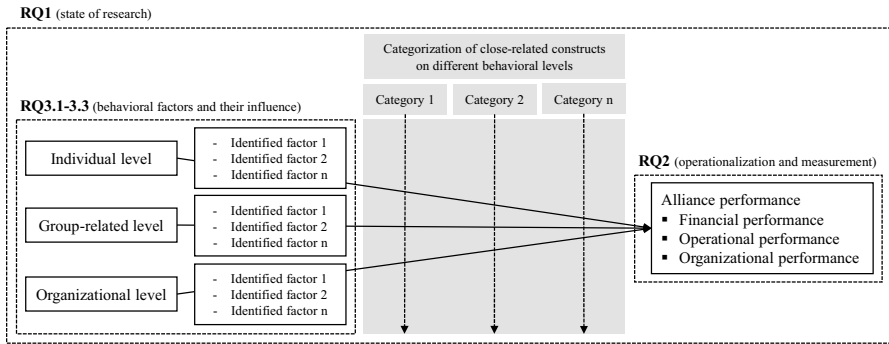 RQ1 (state of research)
Categorization of close-related constructs
on different behavioral levels
Category 1
Category 2
Category n
RQ3.1-3.3 (behavioral factors and their influence)
Individual level
- Identified factor 1
- Identified factor 2
- Identified factor n
Group-related level
- Identified factor 1
- Identified factor 2
- Identified factor n
Organizational level
- Identified factor 1
- Identified factor 2
- Identified factor n
RQ2 (operationalization and measurement)
Alliance performance
▪ Financial performance
▪ Operational performance
▪ Organizational performance